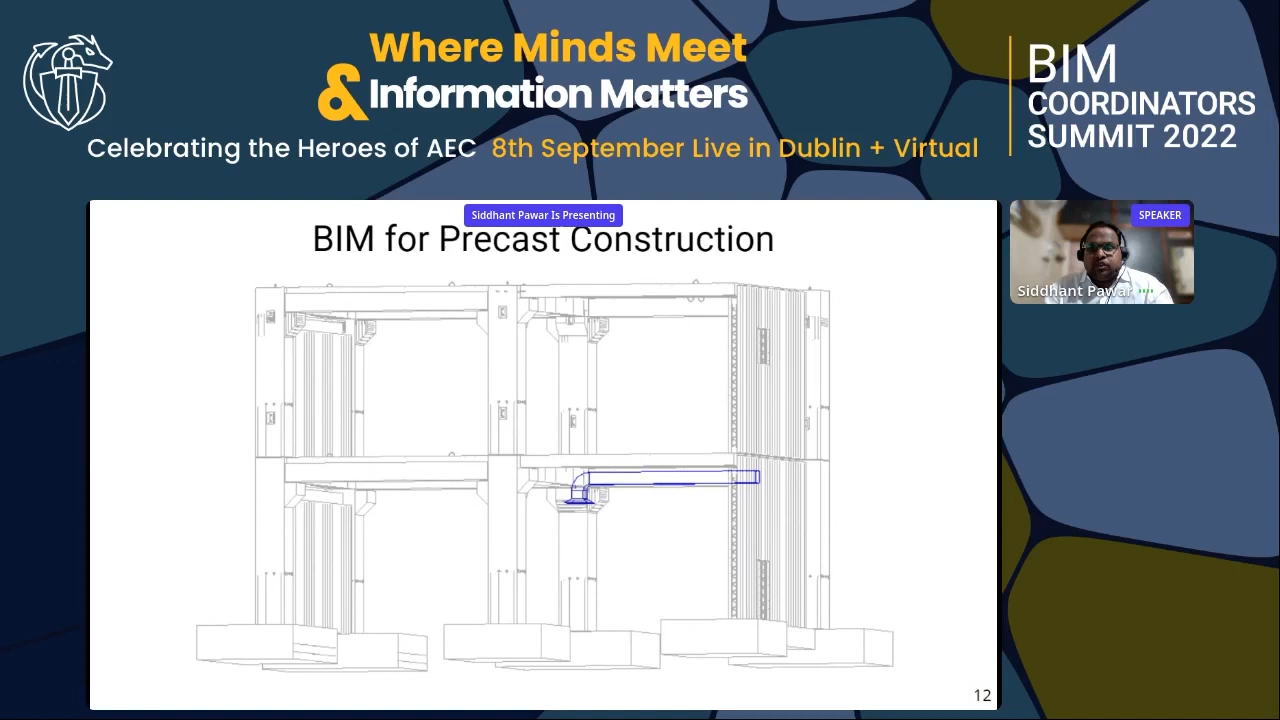 Where Minds Meet
& Information Matters
Celebrating the Heroes of AEC 8th September Live in Dublin + Virtual
BIM
COORDINATORS
SUMMIT 2022
Siddhant Pawar Is Presenting
BIM for Precast Construction
12
SPEAKER
Siddhant Pawar